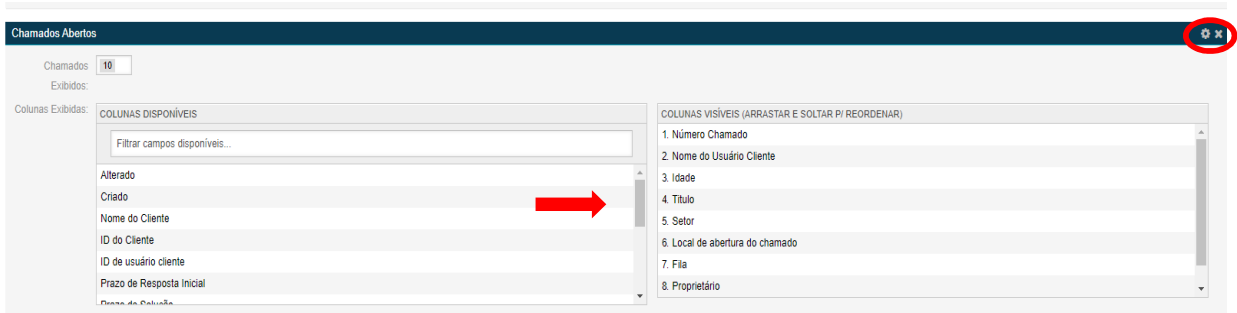 Chamados Abertos
Chamados Exibidos:
10
Colunas Exibidas:
COLUNAS DISPONÍVEIS
Filtrar campos disponíveis...
Alterado
Criado
Nome do Cliente
ID do Cliente
ID de usuário cliente
Prazo de Resposta Inicial
Prazo de Solução
COLUNAS VISÍVEIS (ARRASTAR E SOLTAR P/ REORDENAR)
1. Número Chamado
2. Nome do Usuário Cliente
3. Idade
4. Título
5. Setor
6. Local de abertura do chamado
7. Fila
8. Proprietário